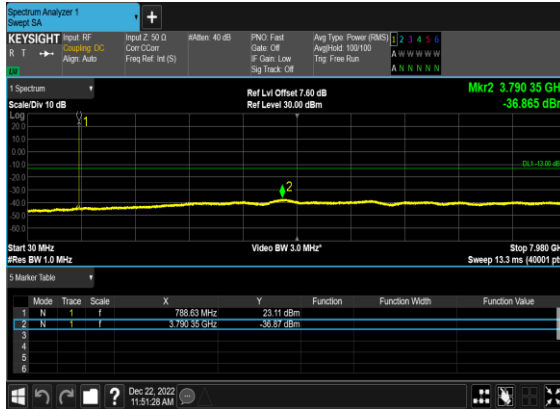 Spectrum Analyzer 1
Swept SA
+
KEYSIGHT Input: RF Input Z: 50 Ω #Atten: 40 dB PNO: Fast Avg Type: Power (RMS) 1 2 3 4 5 6
R T Coupling: DC Corr CCorr Gate: Off Avg|Hold: 100/100 A W W W W W
Align: Auto Freq Ref: Int (S) IF Gain: Low Trig: Free Run
Sig Track: Off A N N N N N
LU
1 Spectrum Ref Lvl Offset 7.60 dB Mkr2 3.790 35 GHz
Scale/Div 10 dB Ref Level 30.00 dBm -36.865 dBm
Log
20.0
10.0
0.00
-10.0
-20.0
-30.0
-40.0
-50.0
-60.0
1
DL1 -13.00 dB
2
Start 30 MHz Video BW 3.0 MHz* Stop 7.980 GH
#Res BW 1.0 MHz Sweep 13.3 ms (40001 pts
5 Marker Table
Mode Trace Scale X Y Function Function Width Function Value
1 N 1 f 788.63 MHz 23.11 dBm
2 N 1 f 3.790 35 GHz -36.87 dBm
3
4
5
6
? Dec 22, 2022
11:51:28 AM